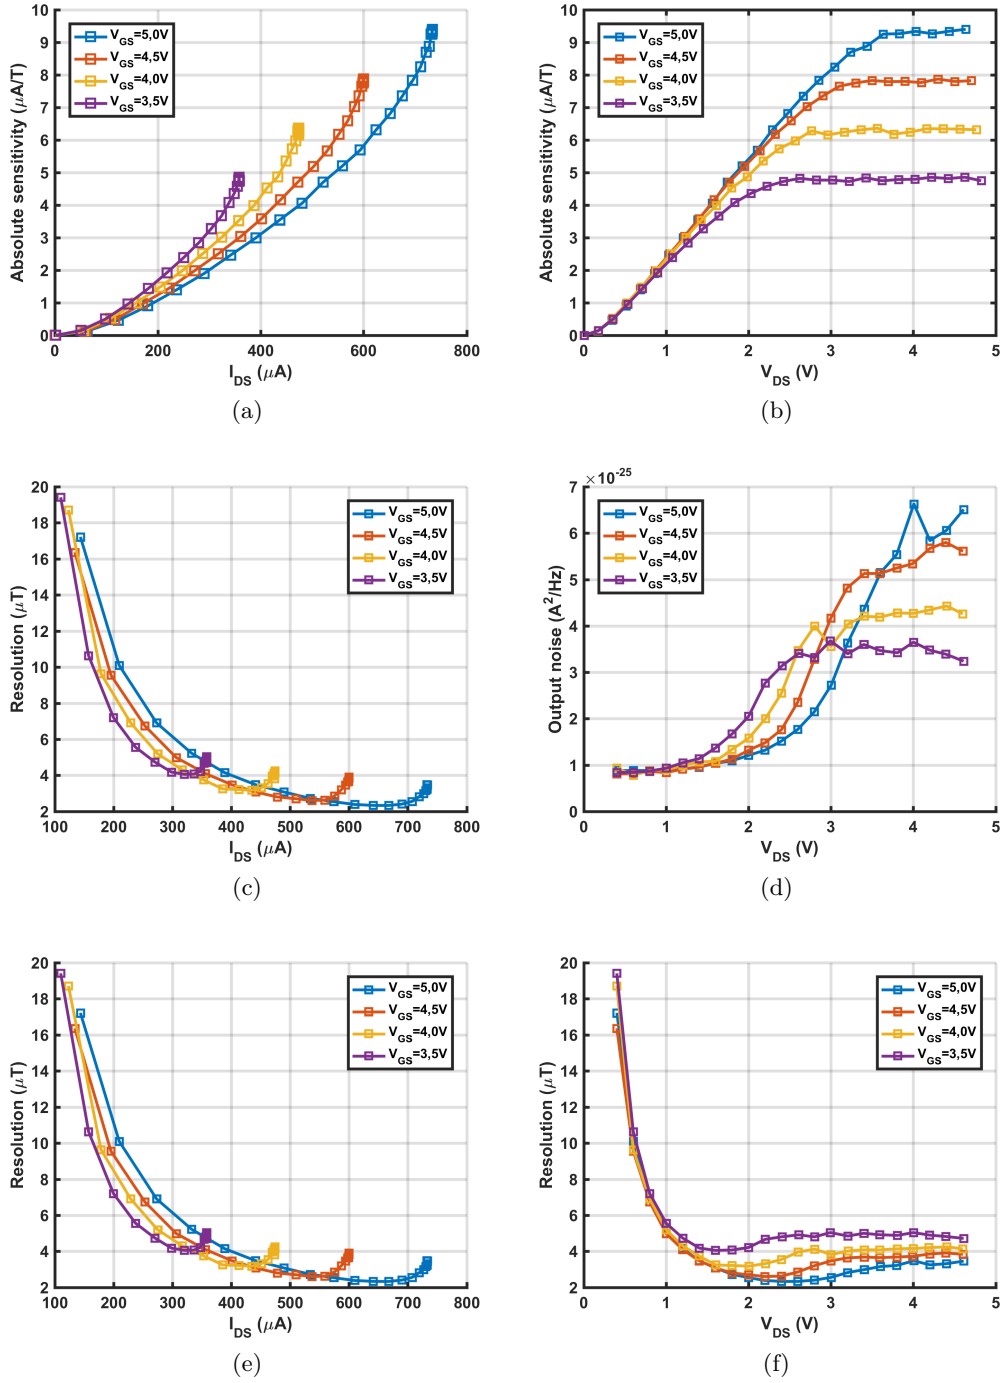 10
9
8
7
6
5
4
3
2
1
0
Absolute sensitivity (μA/T)
V_GS=5,0V
V_GS=4,5V
V_GS=4,0V
V_GS=3,5V
0 200 400 600 800
I_DS (μA)
(a)
10
9
8
7
6
5
4
3
2
1
0
Absolute sensitivity (μA/T)
V_GS=5,0V
V_GS=4,5V
V_GS=4,0V
V_GS=3,5V
0 1 2 3 4 5
V_DS (V)
(b)
20
18
16
14
12
10
8
6
4
2
Resolution (μT)
V_GS=5,0V
V_GS=4,5V
V_GS=4,0V
V_GS=3,5V
100 200 300 400 500 600 700 800
I_DS (μA)
(c)
×10^-25
7
6
5
4
3
2
1
0
Output noise (A^2/Hz)
V_GS=5,0V
V_GS=4,5V
V_GS=4,0V
V_GS=3,5V
0 1 2 3 4 5
V_DS (V)
(d)
20
18
16
14
12
10
8
6
4
2
Resolution (μT)
V_GS=5,0V
V_GS=4,5V
V_GS=4,0V
V_GS=3,5V
100 200 300 400 500 600 700 800
I_DS (μA)
(e)
20
18
16
14
12
10
8
6
4
2
Resolution (μT)
V_GS=5,0V
V_GS=4,5V
V_GS=4,0V
V_GS=3,5V
0 1 2 3 4 5
V_DS (V)
(f)